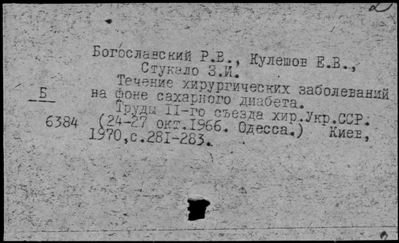 2
Богославский Р.В., Кулешов Е.В.,
Стукало З.И.
Течение хирургических заболеваний
5 на фоне сахарного диабета.
Труды II-го съезда хир.Укр.ССР.
6384 (24-27 окт.1966. Одесса.) Киев,
1970,с.281-283.